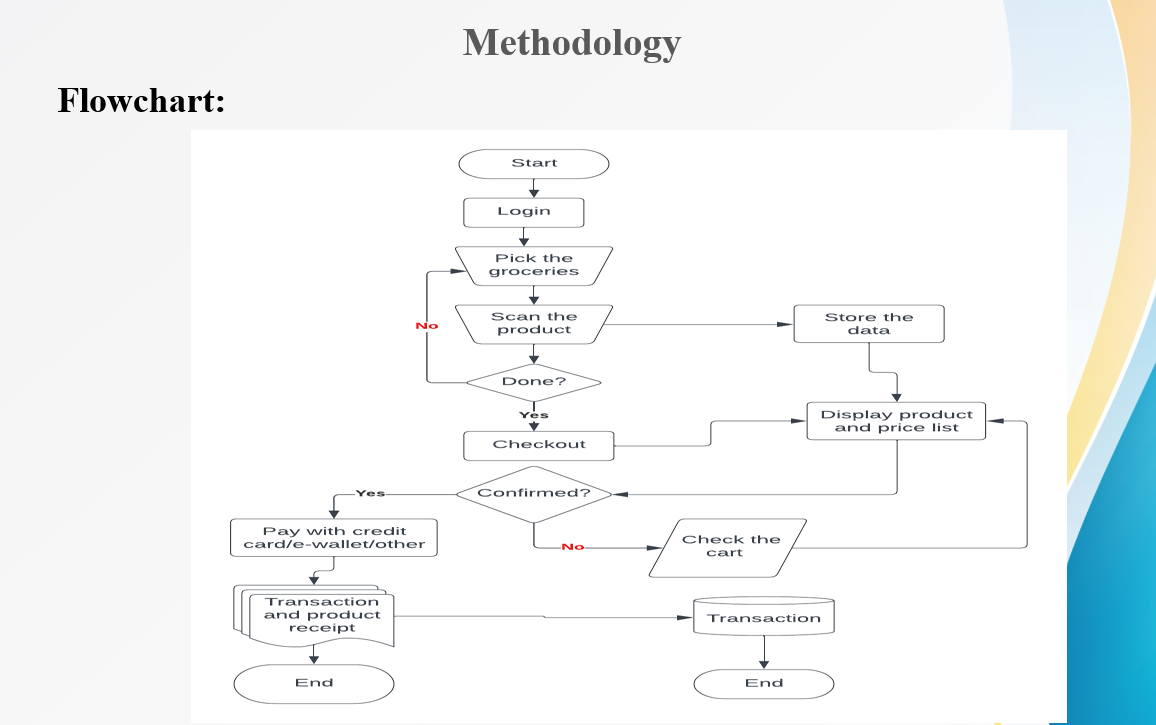 Methodology
Flowchart:
Start
Login
Pick the
groceries
No
Scan the
product
Store the
data
Done?
Yes
Display product
and price list
Checkout
Confirmed?
Yes
Pay with credit
card/e-wallet/other
No
Check the
cart
Transaction
and product
receipt
Transaction
End
End